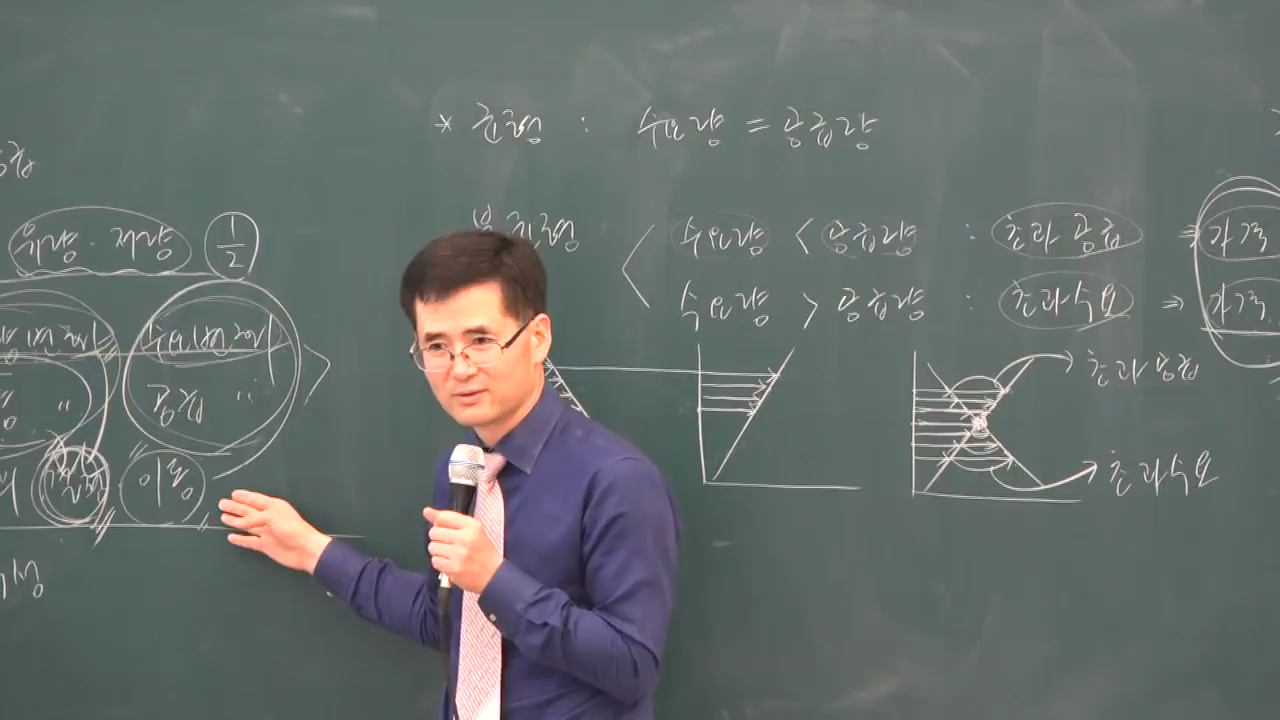 * 균형 : 수요량 = 공급량
유량 · 저량 1/2
불균형 수요량 < 공급량 : 초과공급 ⇒ 가격
수요량 > 공급량 : 초과수요 ⇒ 가격
수요변화
공급 〃
이동
초과공급
초과수요